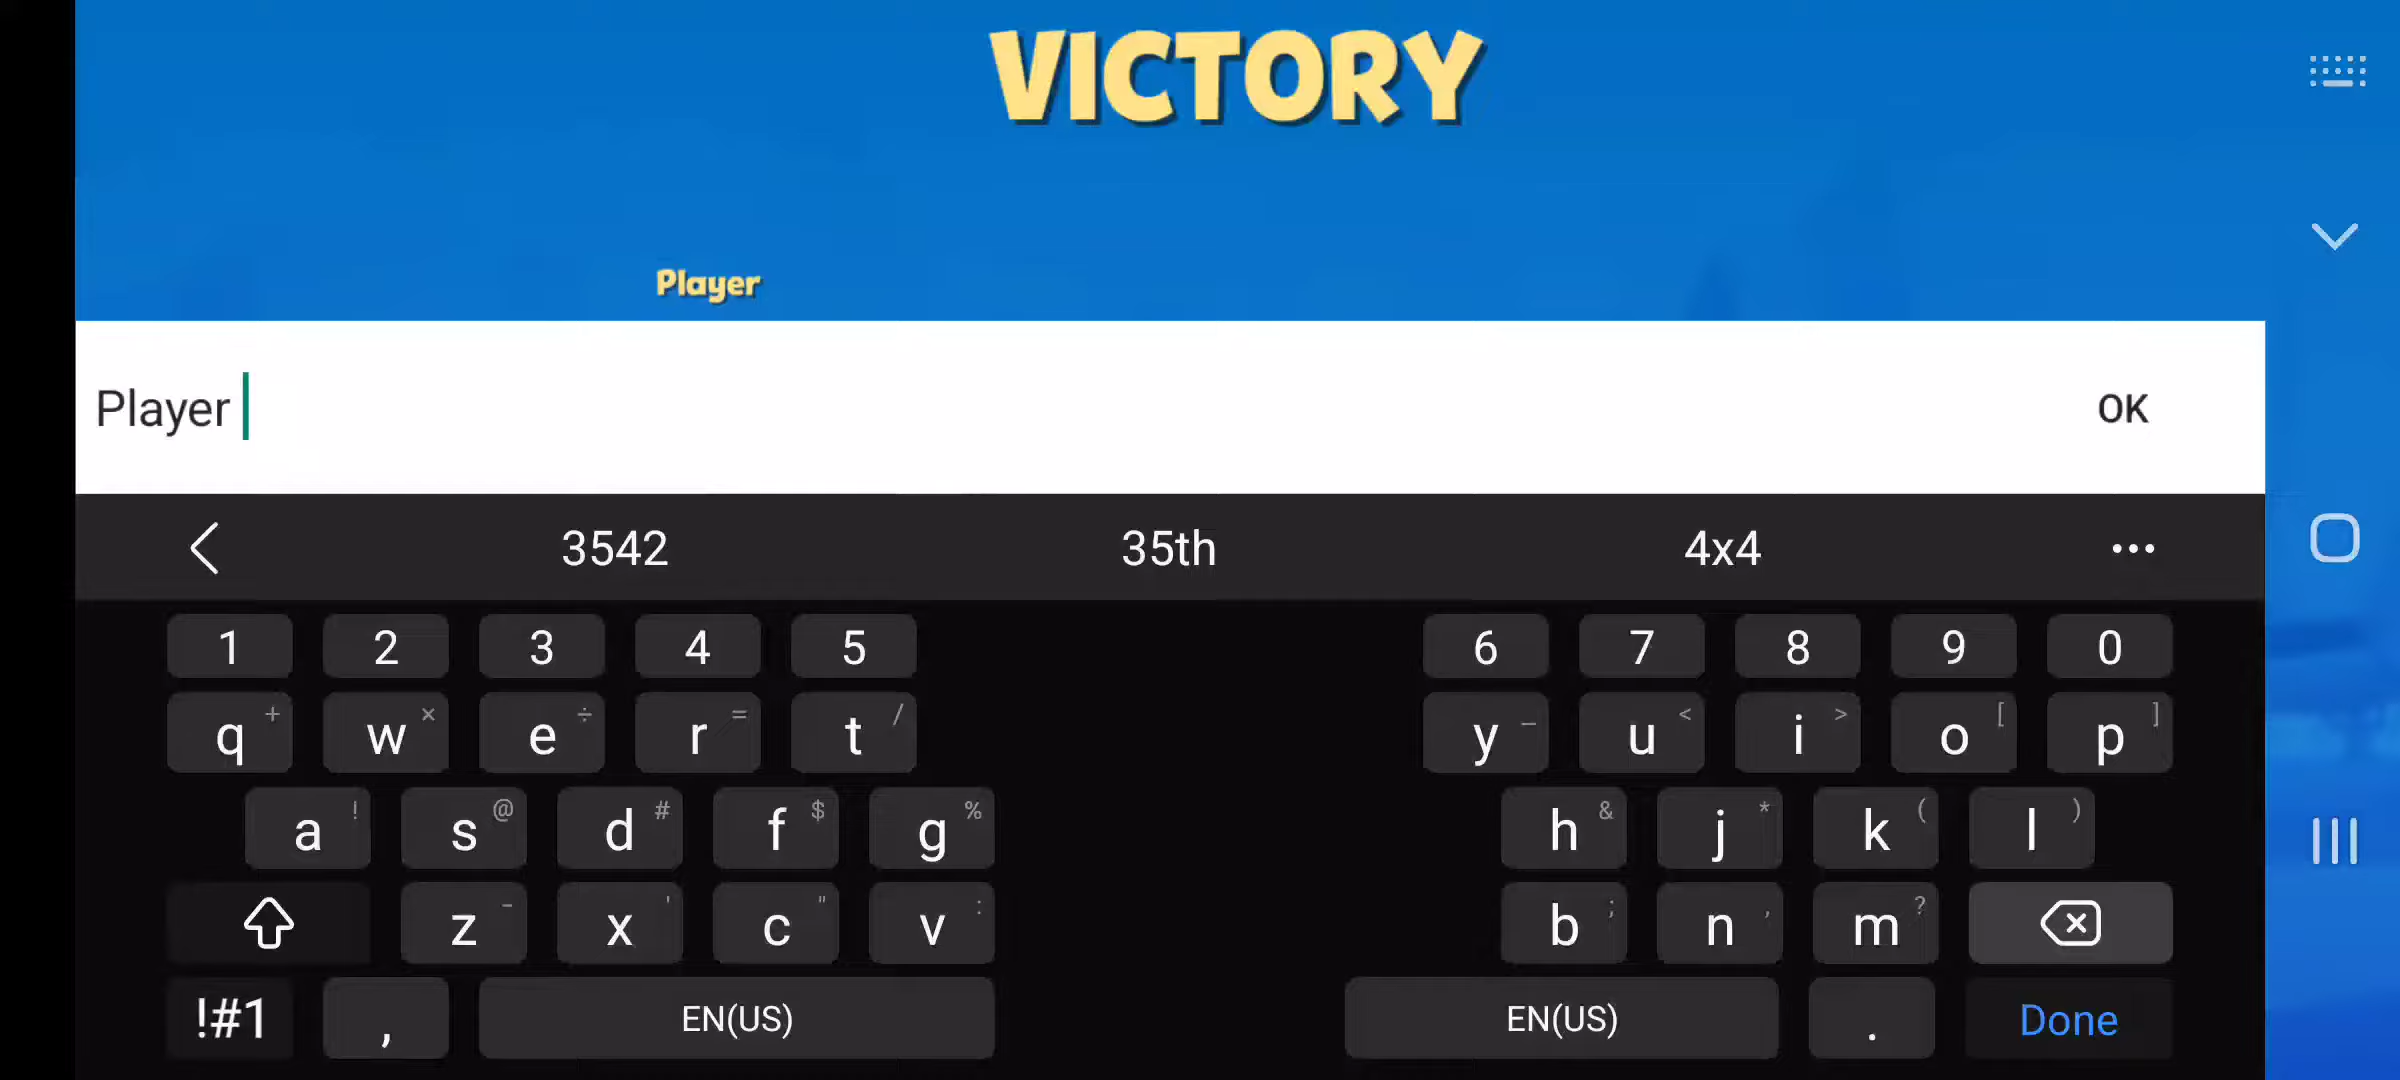 VICTORY
Player
Player
OK
3542 35th 4x4 ...
1 2 3 4 5 6 7 8 9 0
q + w × e ÷ r = t / y _ u < i > o [ p ]
a ! s @ d # f $ g % h & j * k ( l )
z - x ' c " v : b ; n , m ?
!#1 , EN(US) EN(US) . Done